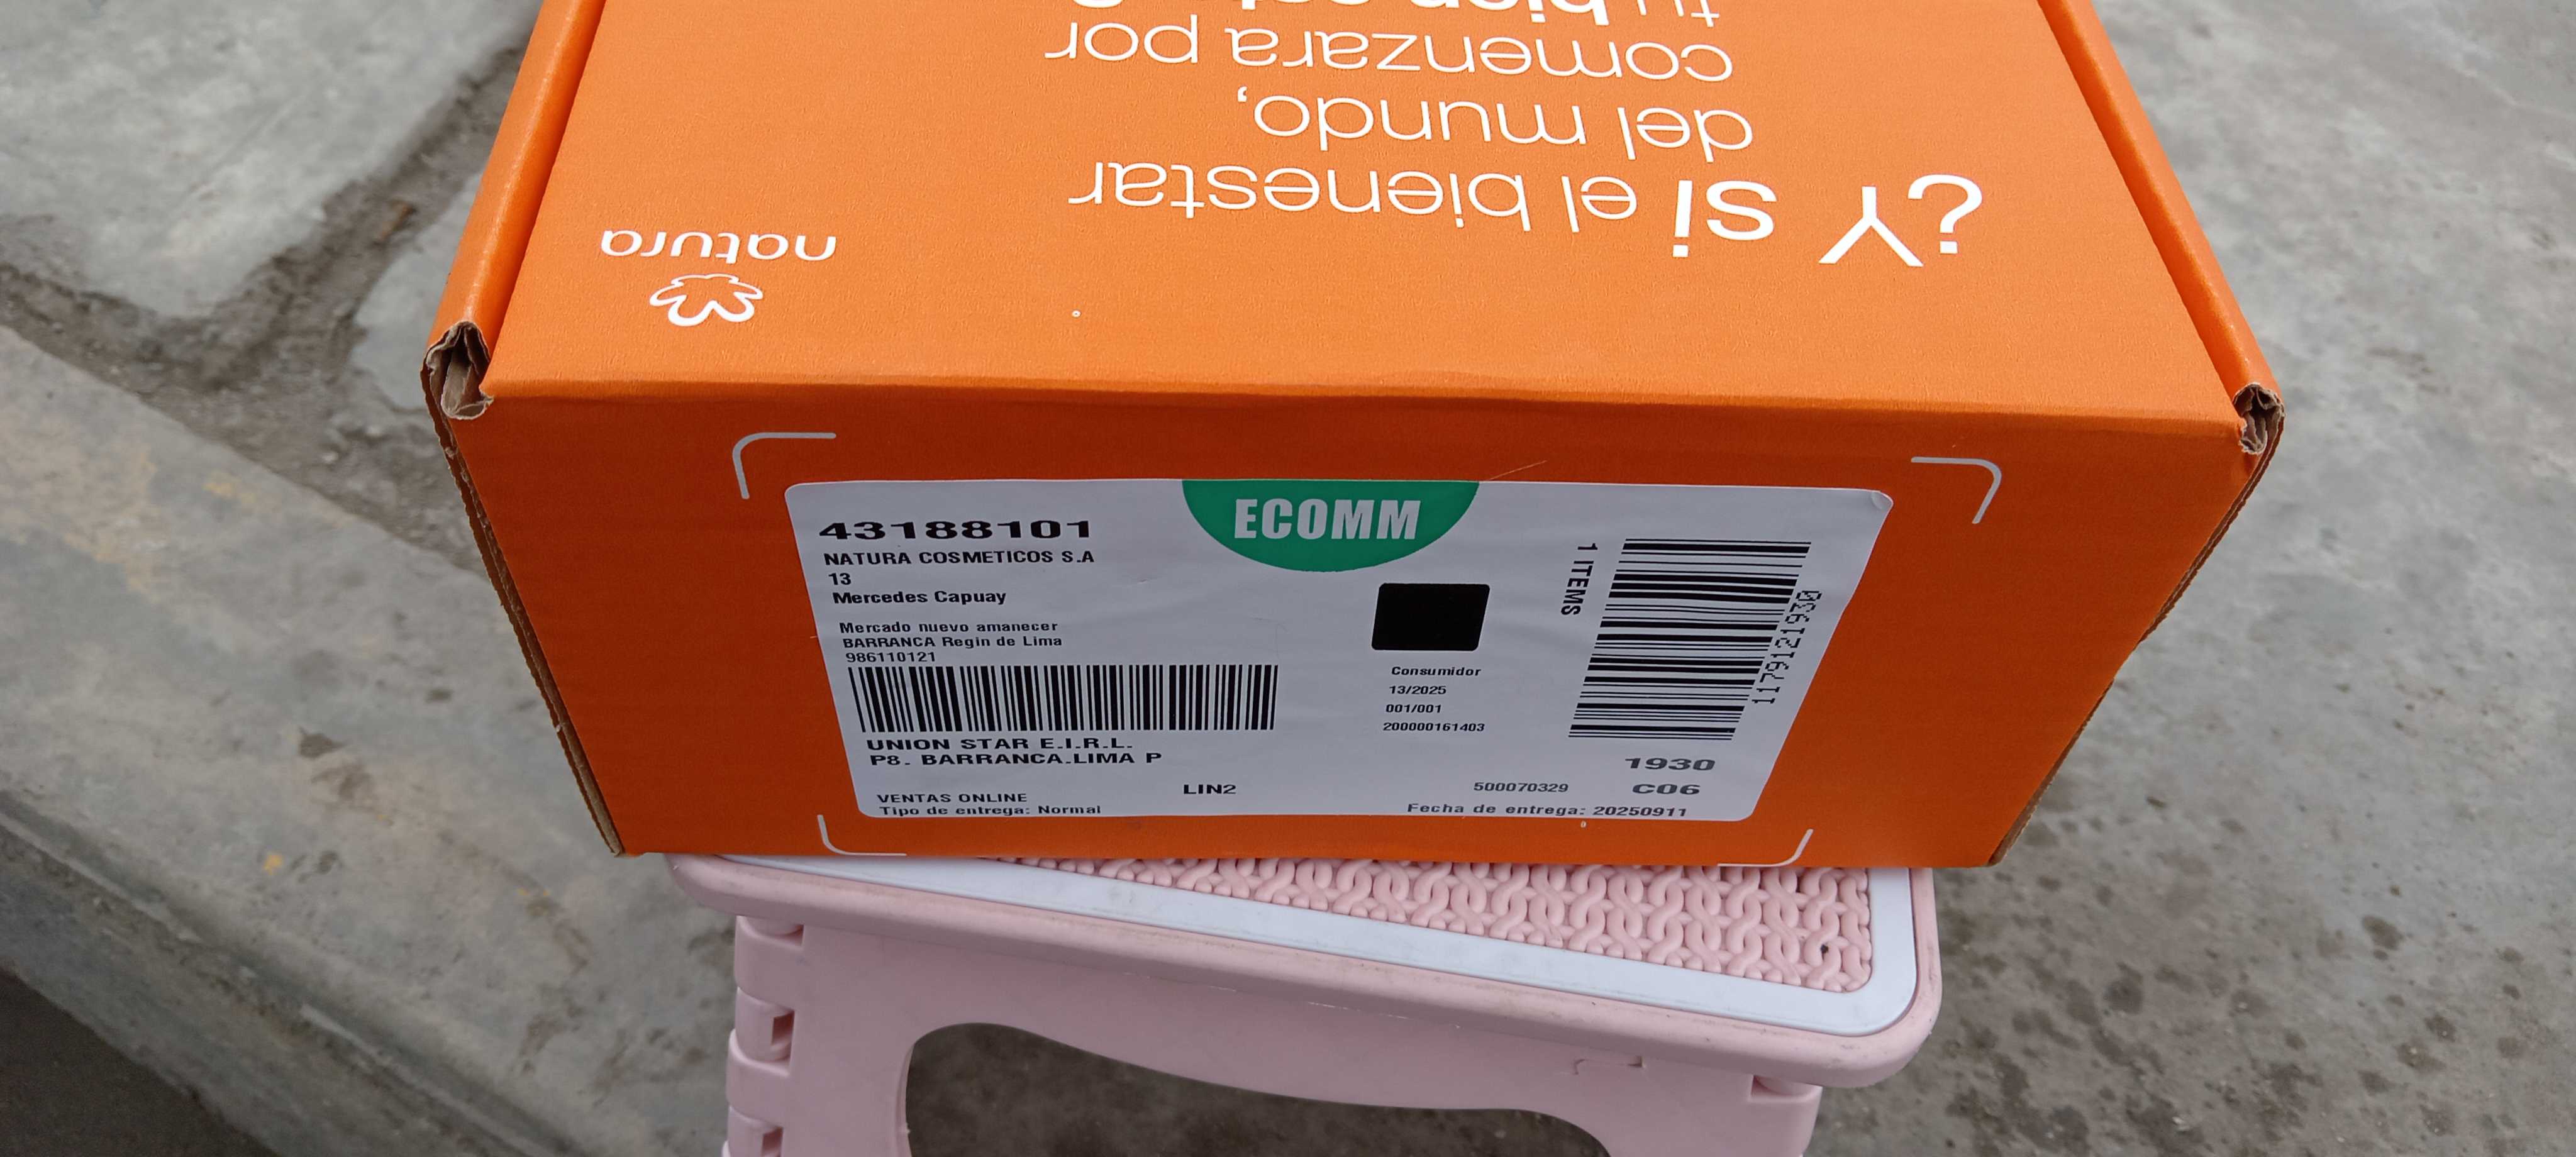 ¿Y si el bienestar
del mundo,
comenzara por
natura
ECOMM
43188101
NATURA COSMETICOS S.A
13
Mercedes Capuay
Mercado nuevo amanecer
BARRANCA Regin de Lima
986110121
UNION STAR E.I.R.L.
P8. BARRANCA.LIMA P
VENTAS ONLINE
Tipo de entrega: Normal
LIN2
Consumidor
13/2025
001/001
200000161403
1 ITEMS
11791121930
1930
500070329
C06
Fecha de entrega: 20250911